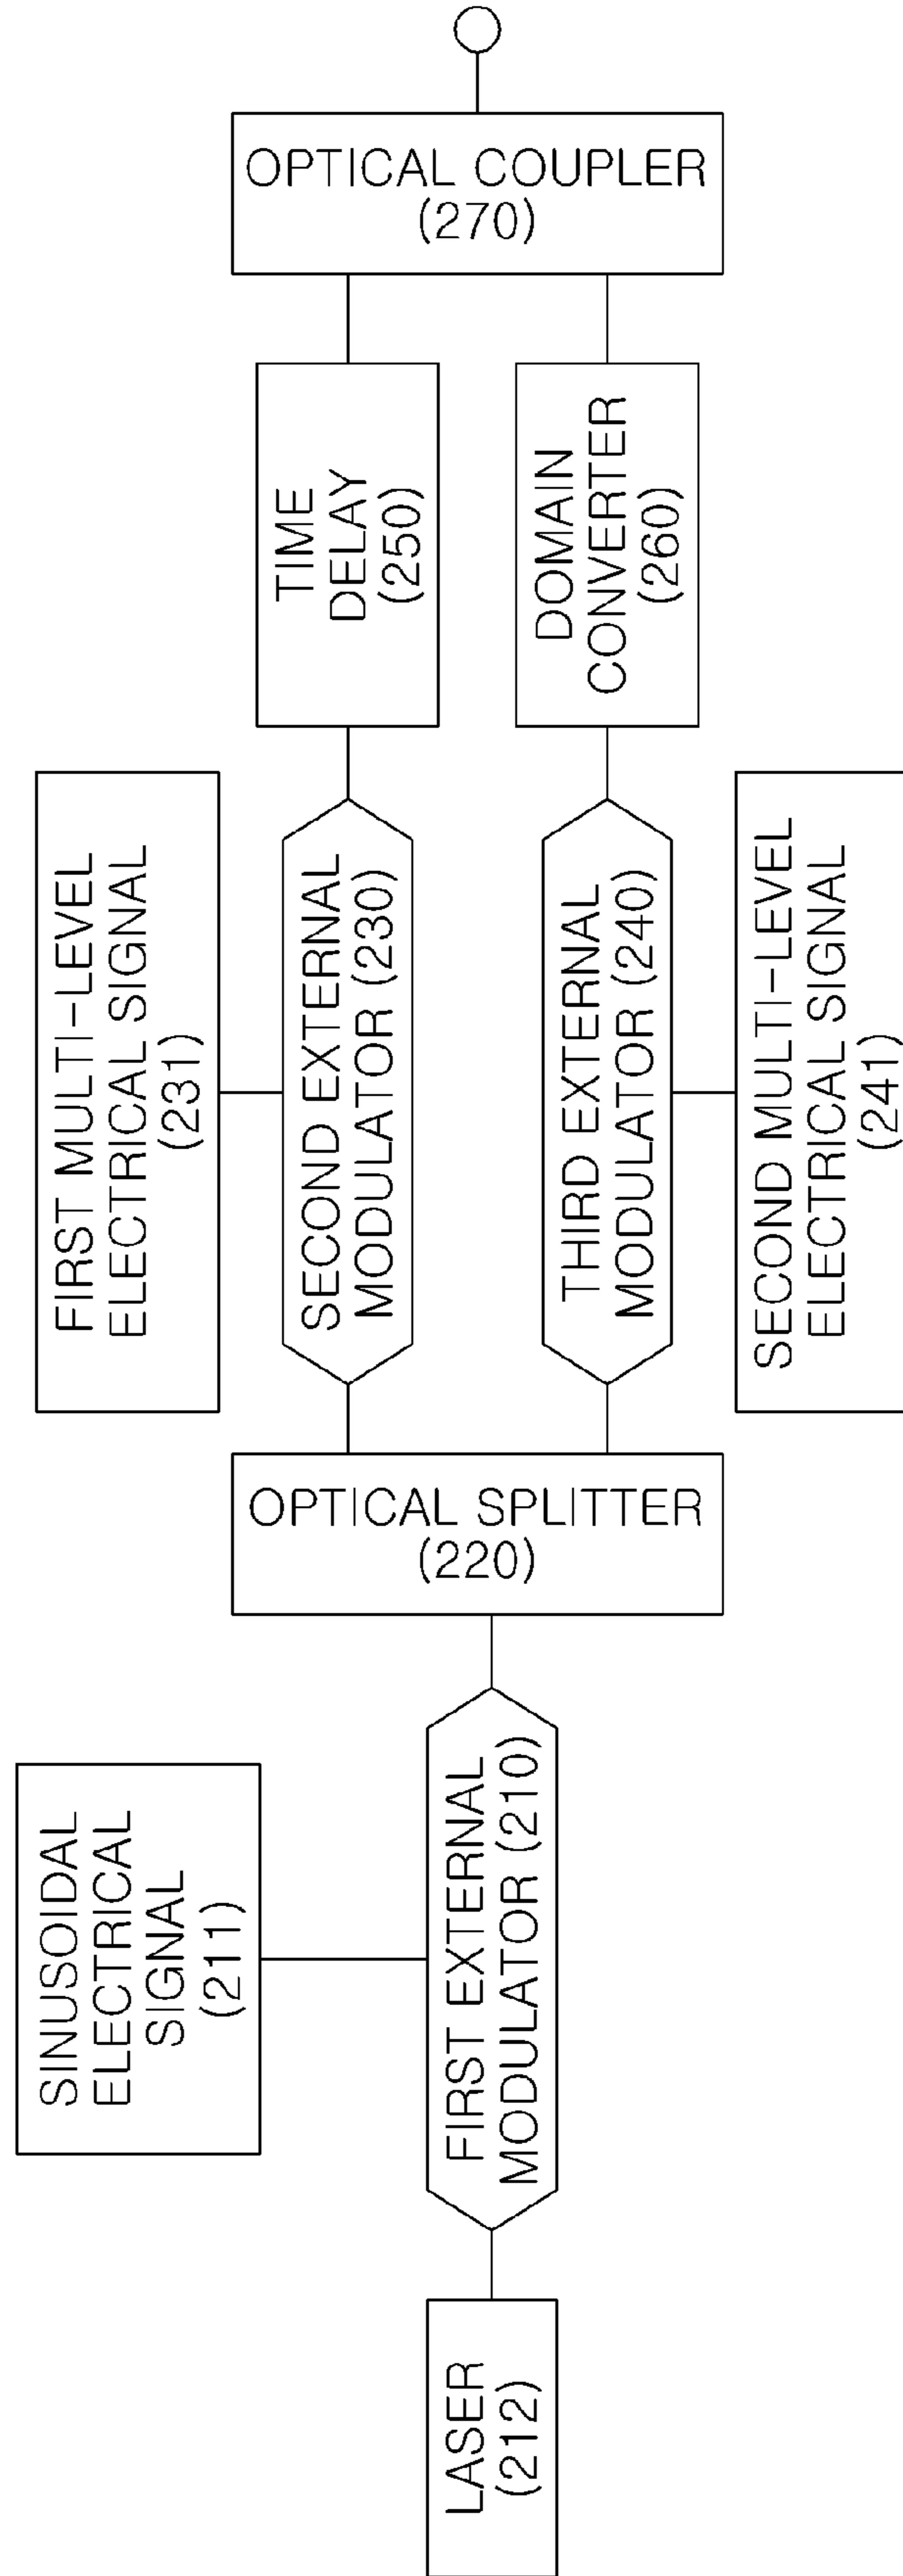 SINUSOIDAL
ELECTRICAL
SIGNAL
(211)
LASER
(212)
FIRST EXTERNAL
MODULATOR (210)
OPTICAL SPLITTER
(220)
FIRST MULTI-LEVEL
ELECTRICAL SIGNAL
(231)
SECOND EXTERNAL
MODULATOR (230)
THIRD EXTERNAL
MODULATOR (240)
SECOND MULTI-LEVEL
ELECTRICAL SIGNAL
(241)
TIME
DELAY
(250)
DOMAIN
CONVERTER
(260)
OPTICAL COUPLER
(270)